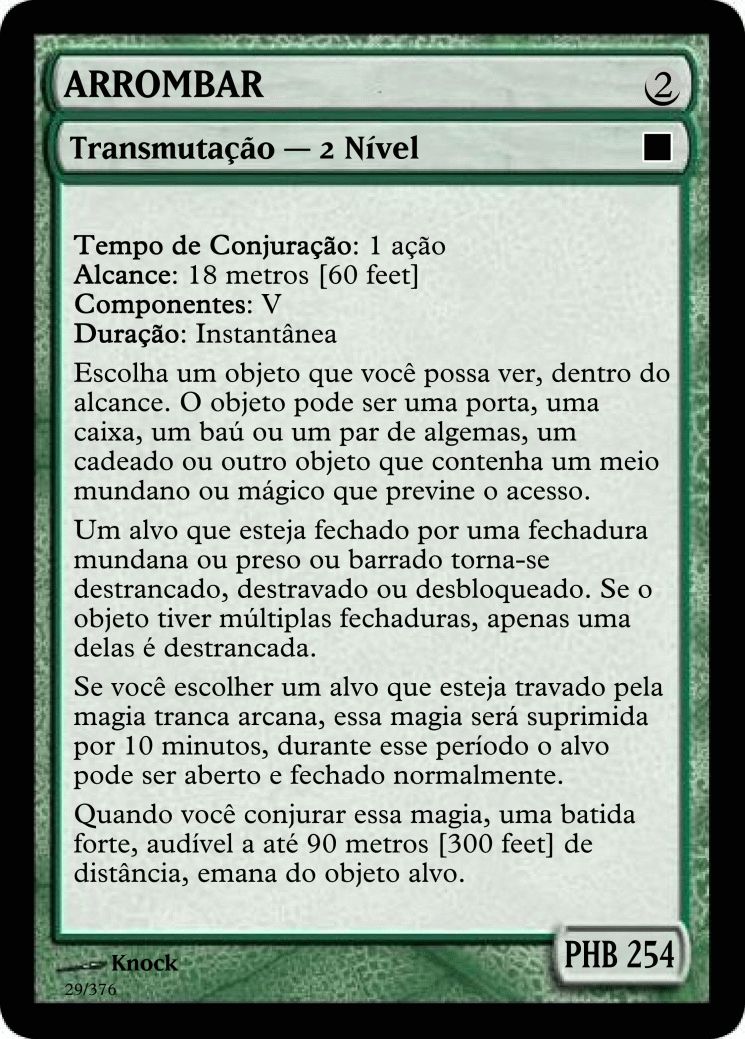 ARROMBAR 2
Transmutação — 2 Nível
Tempo de Conjuração: 1 ação
Alcance: 18 metros [60 feet]
Componentes: V
Duração: Instantânea
Escolha um objeto que você possa ver, dentro do
alcance. O objeto pode ser uma porta, uma
caixa, um baú ou um par de algemas, um
cadeado ou outro objeto que contenha um meio
mundano ou mágico que previne o acesso.
Um alvo que esteja fechado por uma fechadura
mundana ou preso ou barrado torna-se
destrancado, destravado ou desbloqueado. Se o
objeto tiver múltiplas fechaduras, apenas uma
delas é destrancada.
Se você escolher um alvo que esteja travado pela
magia tranca arcana, essa magia será suprimida
por 10 minutos, durante esse período o alvo
pode ser aberto e fechado normalmente.
Quando você conjurar essa magia, uma batida
forte, audível a até 90 metros [300 feet] de
distância, emana do objeto alvo.
PHB 254
Knock
29/376